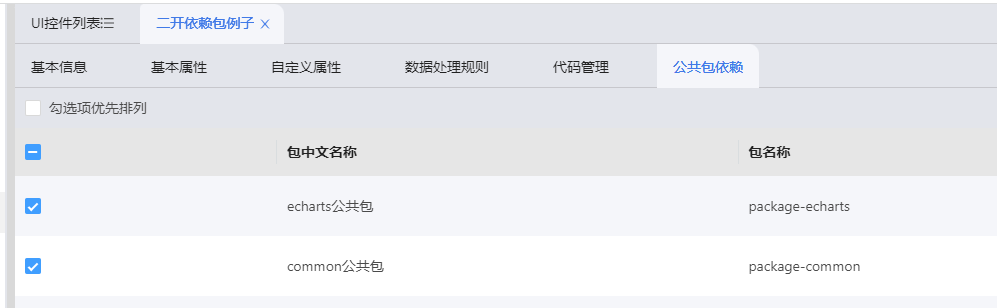 UI控件列表 二开依赖包例子
基本信息 基本属性 自定义属性 数据处理规则 代码管理 公共包依赖
勾选项优先排列
包中文名称 包名称
echarts公共包 package-echarts
common公共包 package-common